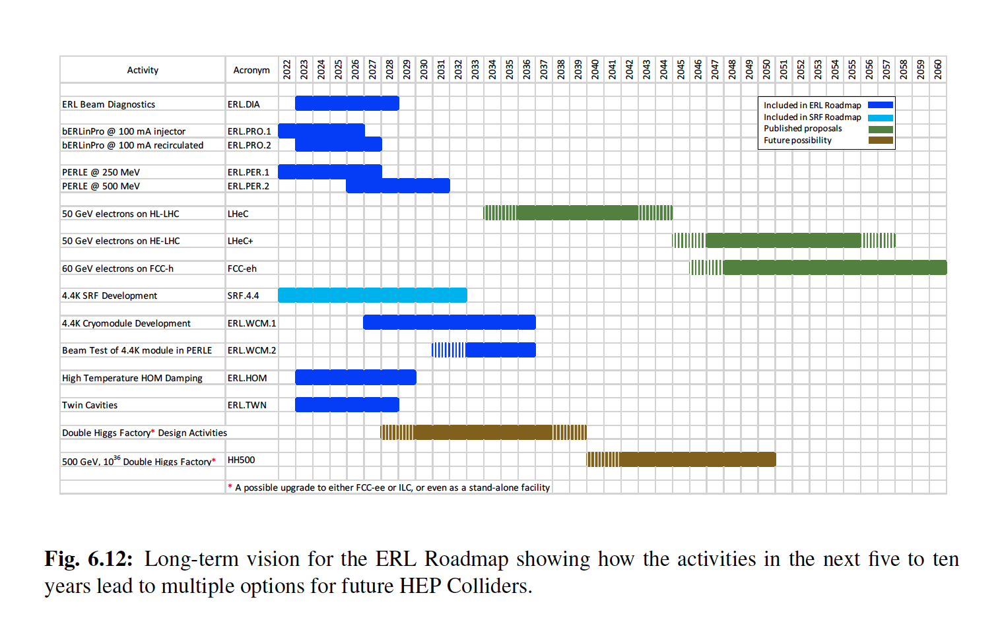 Activity Acronym 2022 2023 2024 2025 2026 2027 2028 2029 2030 2031 2032 2033 2034 2035 2036 2037 2038 2039 2040 2041 2042 2043 2044 2045 2046 2047 2048 2049 2050 2051 2052 2053 2054 2055 2056 2057 2058 2059 2060
ERL Beam Diagnostics ERL.DIA
Included in ERL Roadmap
Included in SRF Roadmap
Published proposals
Future possibility
bERLinPro @ 100 mA injector ERL.PRO.1
bERLinPro @ 100 mA recirculated ERL.PRO.2
PERLE @ 250 MeV ERL.PER.1
PERLE @ 500 MeV ERL.PER.2
50 GeV electrons on HL-LHC LHeC
50 GeV electrons on HE-LHC LHeC+
60 GeV electrons on FCC-h FCC-eh
4.4K SRF Development SRF.4.4
4.4K Cryomodule Development ERL.WCM.1
Beam Test of 4.4K module in PERLE ERL.WCM.2
High Temperature HOM Damping ERL.HOM
Twin Cavities ERL.TWN
Double Higgs Factory* Design Activities
500 GeV, 10³⁶ Double Higgs Factory* HH500
* A possible upgrade to either FCC-ee or ILC, or even as a stand-alone facility
Fig. 6.12: Long-term vision for the ERL Roadmap showing how the activities in the next five to ten
years lead to multiple options for future HEP Colliders.